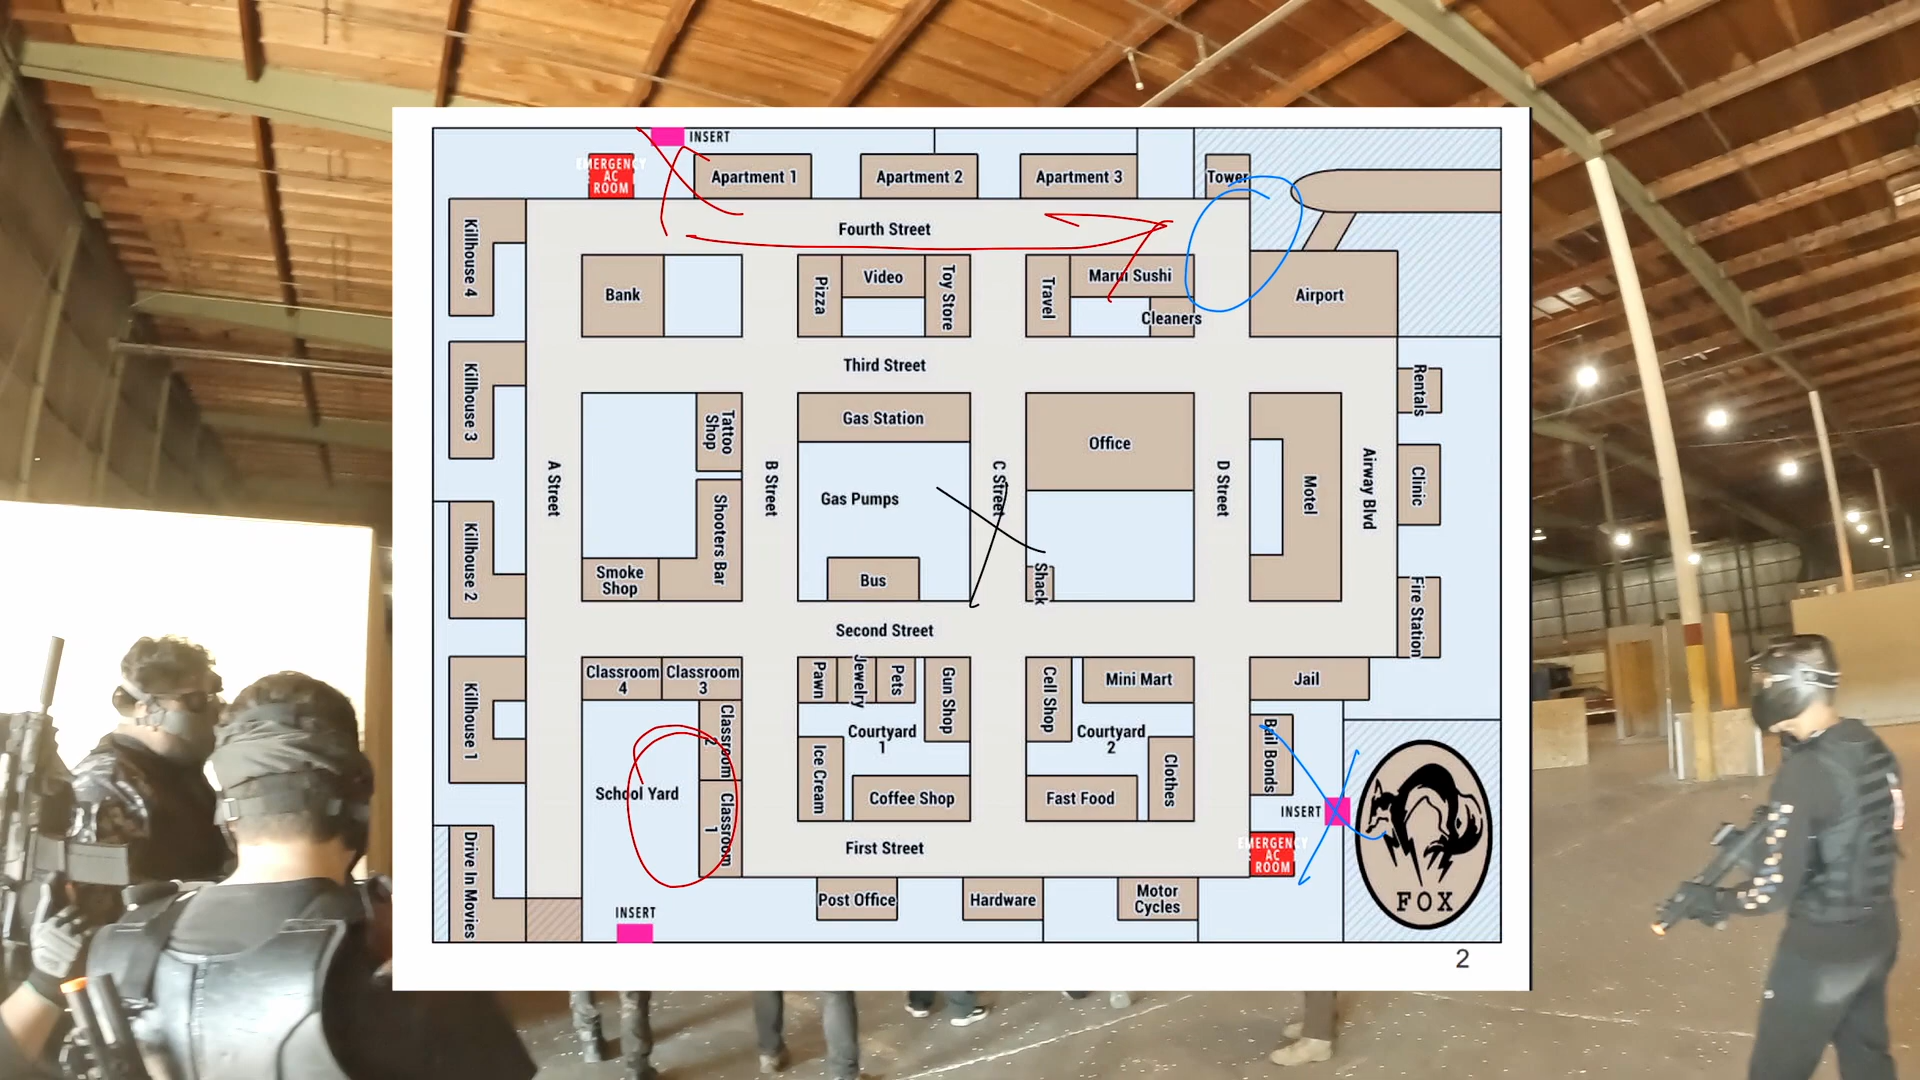 INSERT
EMERGENCY
AC
ROOM
Apartment 1
Apartment 2
Apartment 3
Tower
Killhouse 4
Fourth Street
Bank
Pizza
Video
Toy Store
Travel
Marui Sushi
Cleaners
Airport
Killhouse 3
Third Street
Rentals
Tattoo
Shop
Gas Station
Office
A Street
B Street
C Street
D Street
Motel
Airway Blvd
Clinic
Gas Pumps
Shooters Bar
Killhouse 2
Smoke
Shop
Bus
Shack
Fire Station
Second Street
Killhouse 1
Classroom
4
Classroom
3
Pawn
Jewelry
Pets
Gun Shop
Cell Shop
Mini Mart
Jail
Classroom
2
Courtyard
1
Courtyard
2
Bail Bonds
School Yard
Classroom
1
Ice Cream
Coffee Shop
Fast Food
Clothes
INSERT
First Street
EMERGENCY
AC
ROOM
FOX
Drive In Movies
INSERT
Post Office
Hardware
Motor
Cycles
2